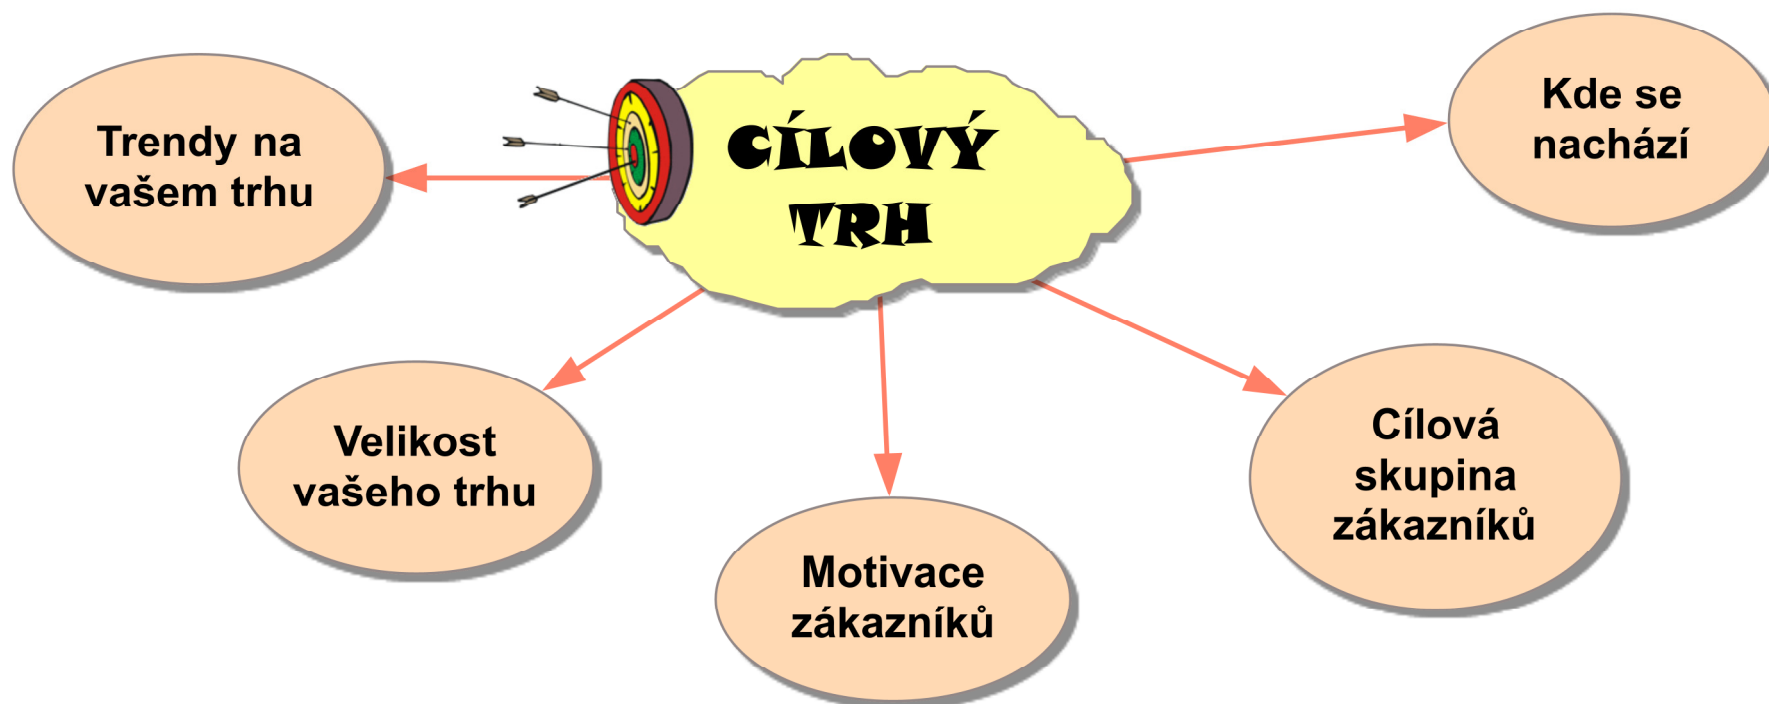 CÍLOVÝ
TRH
Trendy na
vašem trhu
Kde se
nachází
Velikost
vašeho trhu
Motivace
zákazníků
Cílová
skupina
zákazníků